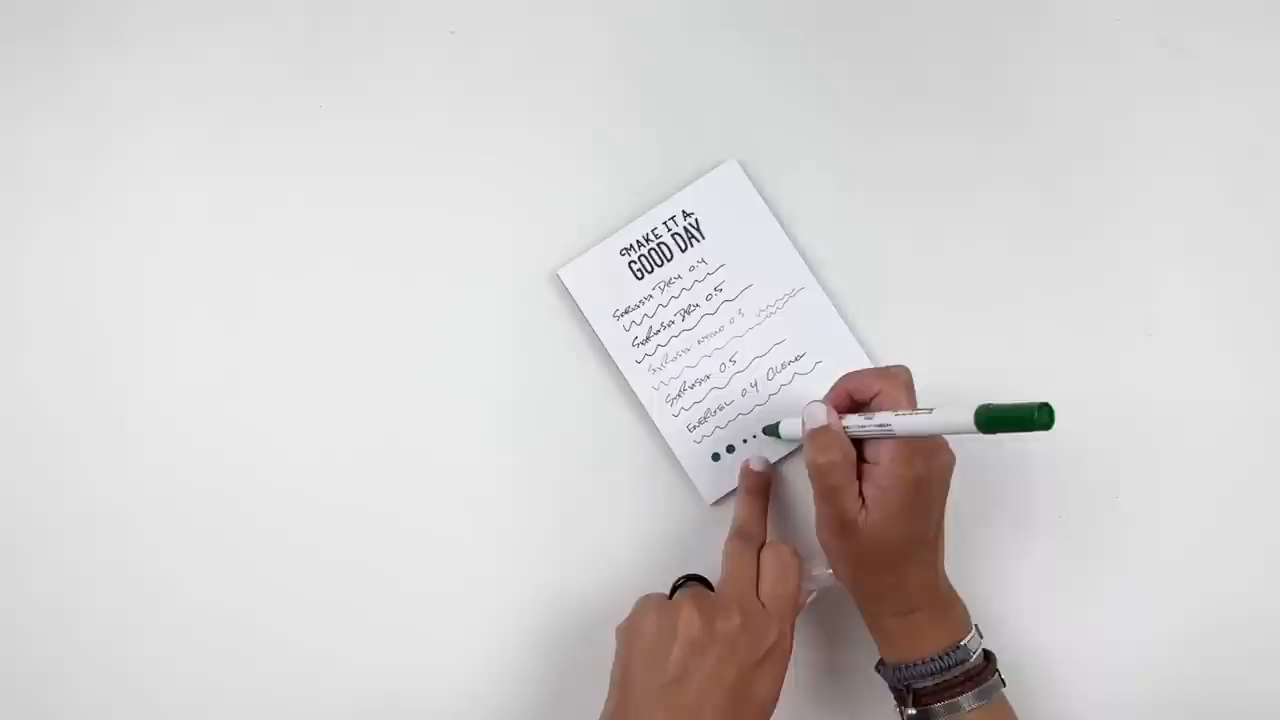 MAKE IT A
GOOD DAY
SARASA DRY 0.4
SARASA DRY 0.5
SARASA NANO 0.3
SARASA 0.5
ENERGEL 0.4